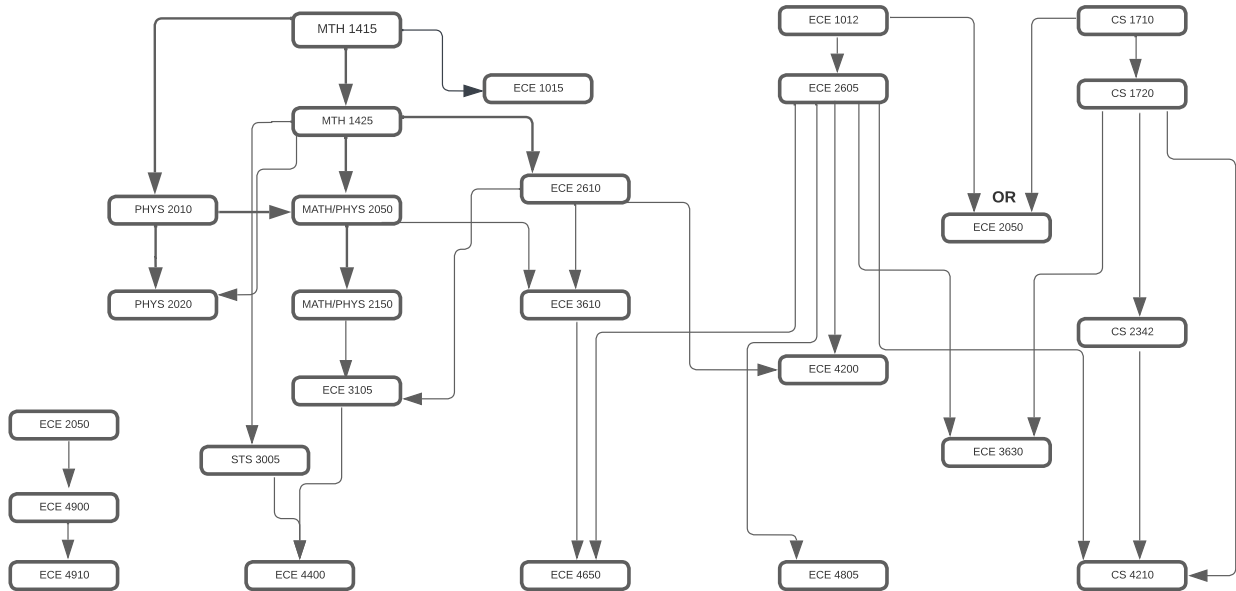 MTH 1415
ECE 1012
CS 1710
ECE 1015
ECE 2605
CS 1720
MTH 1425
ECE 2610
PHYS 2010
MATH/PHYS 2050
OR
ECE 2050
PHYS 2020
MATH/PHYS 2150
ECE 3610
CS 2342
ECE 4200
ECE 3105
ECE 2050
STS 3005
ECE 3630
ECE 4900
ECE 4910
ECE 4400
ECE 4650
ECE 4805
CS 4210